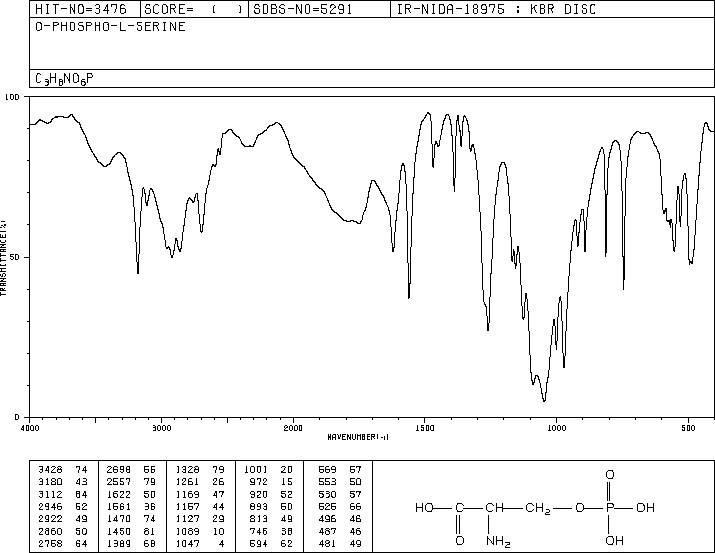 HIT-NO=3476 SCORE= ( ) SDBS-NO=5291 IR-NIDA-18975 : KBR DISC
O-PHOSPHO-L-SERINE
C3H8NO6P
100
50
0
TRANSMITTANCE(%)
4000 3000 2000 1500 1000 500
WAVENUMBER(-1)
3428 74 2698 55 1328 79 1001 20 569 57
3180 43 2557 79 1261 26 972 15 553 50
3112 64 1622 50 1169 47 920 52 530 57
2946 52 1561 36 1157 44 893 50 525 66
2922 49 1470 74 1127 29 813 49 496 46
2860 50 1450 81 1089 10 746 38 487 46
2758 64 1389 68 1047 4 594 62 481 49
O O
HO C CH CH2 O P OH
O NH2 OH